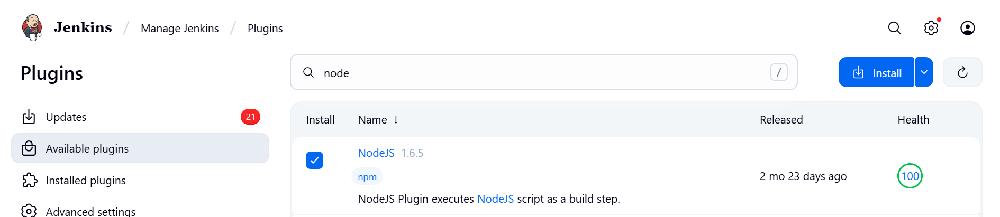 Jenkins / Manage Jenkins / Plugins
Plugins
node /
Install
Updates 21
Available plugins
Installed plugins
Advanced settings
Install Name ↓ Released Health
NodeJS 1.6.5
npm
2 mo 23 days ago 100
NodeJS Plugin executes NodeJS script as a build step.